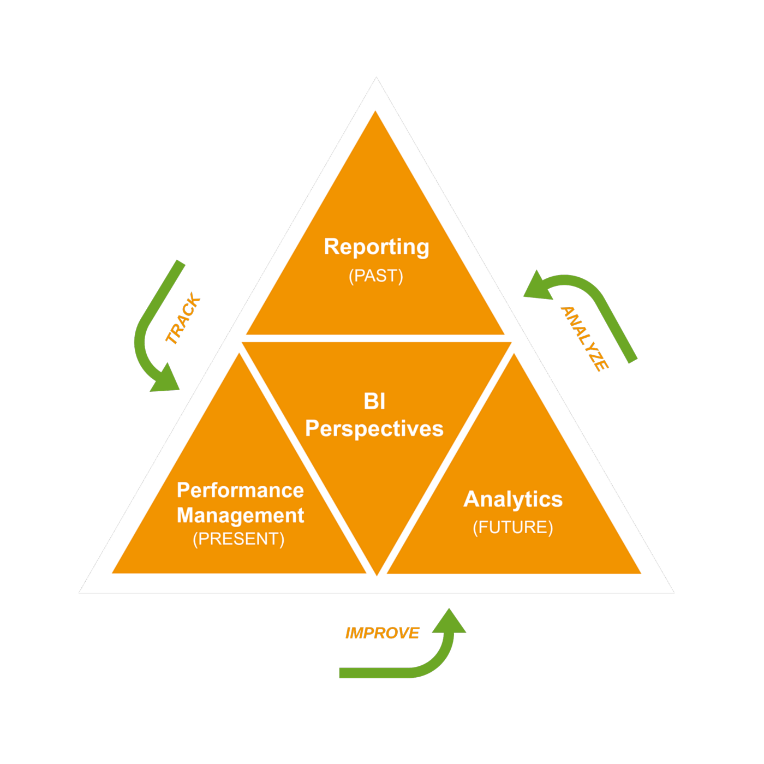 Reporting
(PAST)
TRACK
ANALYZE
BI
Perspectives
Performance
Management
(PRESENT)
Analytics
(FUTURE)
IMPROVE